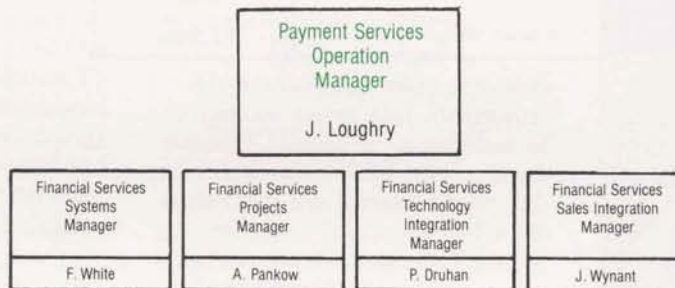 Payment Services
Operation
Manager
J. Loughry
Financial Services
Systems
Manager
F. White
Financial Services
Projects
Manager
A. Pankow
Financial Services
Technology
Integration
Manager
P. Druhan
Financial Services
Sales Integration
Manager
J. Wynant